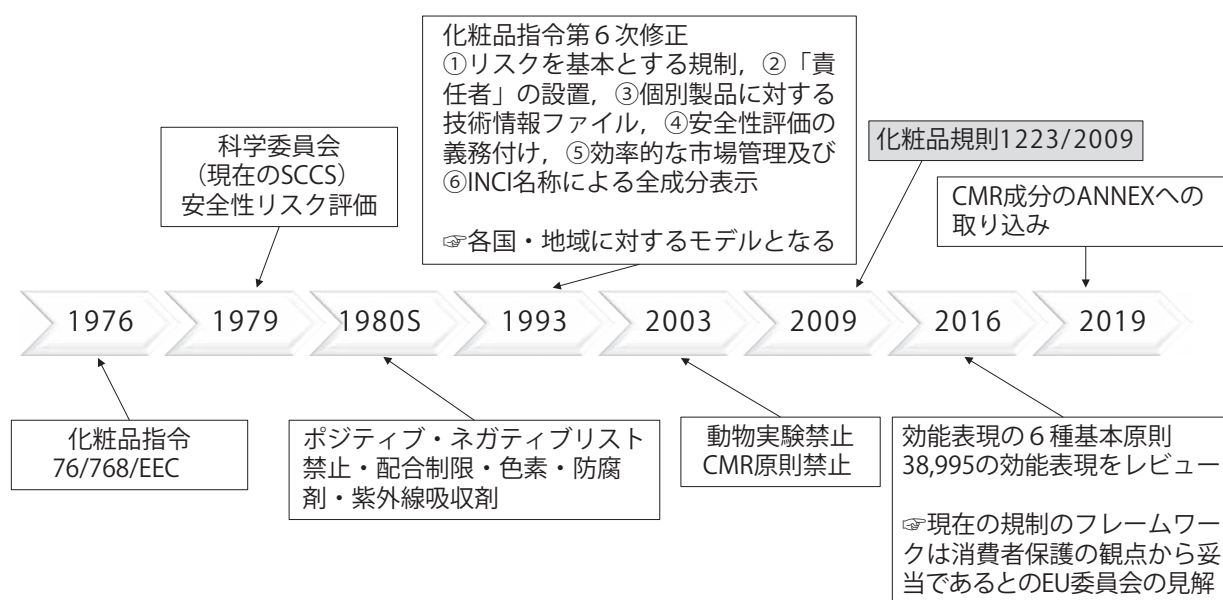 化粧品指令第６次修正
①リスクを基本とする規制，②「責
任者」の設置，③個別製品に対する
技術情報ファイル，④安全性評価の
義務付け，⑤効率的な市場管理及び
⑥INCI名称による全成分表示
☞各国・地域に対するモデルとなる
科学委員会
（現在のSCCS）
安全性リスク評価
化粧品規則1223/2009
CMR成分のANNEXへの
取り込み
1976
1979
1980S
1993
2003
2009
2016
2019
化粧品指令
76/768/EEC
ポジティブ・ネガティブリスト
禁止・配合制限・色素・防腐
剤・紫外線吸収剤
動物実験禁止
CMR原則禁止
効能表現の６種基本原則
38,995の効能表現をレビュー
☞現在の規制のフレームワー
クは消費者保護の観点から妥
当であるとのEU委員会の見解